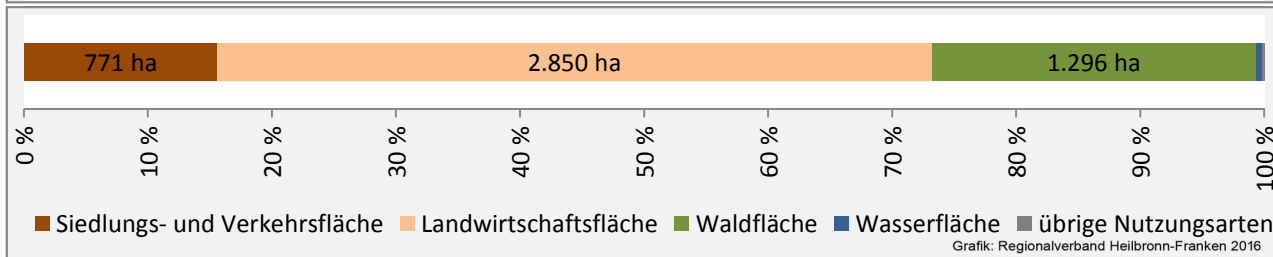 771 ha 2.850 ha 1.296 ha
0 % 10 % 20 % 30 % 40 % 50 % 60 % 70 % 80 % 90 % 100 %
Siedlungs- und Verkehrsfläche Landwirtschaftsfläche Waldfläche Wasserfläche übrige Nutzungsarten
Grafik: Regionalverband Heilbronn-Franken 2016